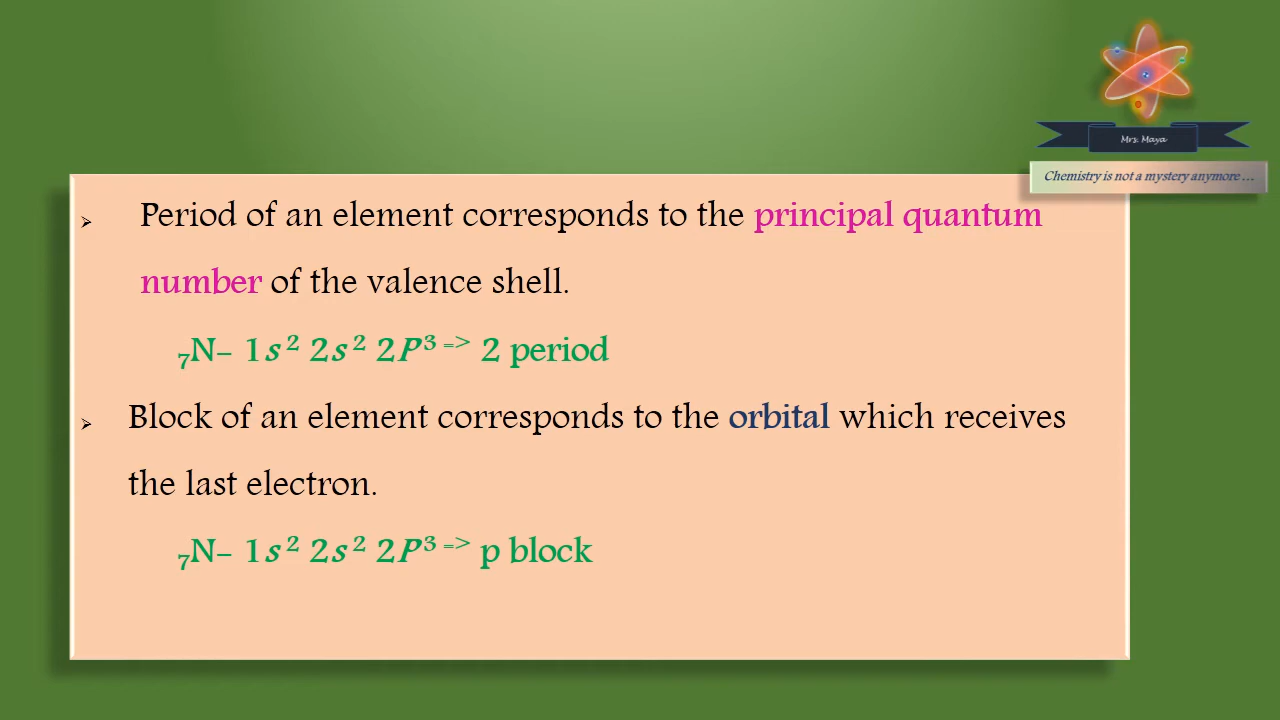 Mrs. Maya
Chemistry is not a mystery anymore ...
➢ Period of an element corresponds to the principal quantum
number of the valence shell.
₇N– 1s² 2s² 2P³ => 2 period
➢ Block of an element corresponds to the orbital which receives
the last electron.
₇N– 1s² 2s² 2P³ => p block